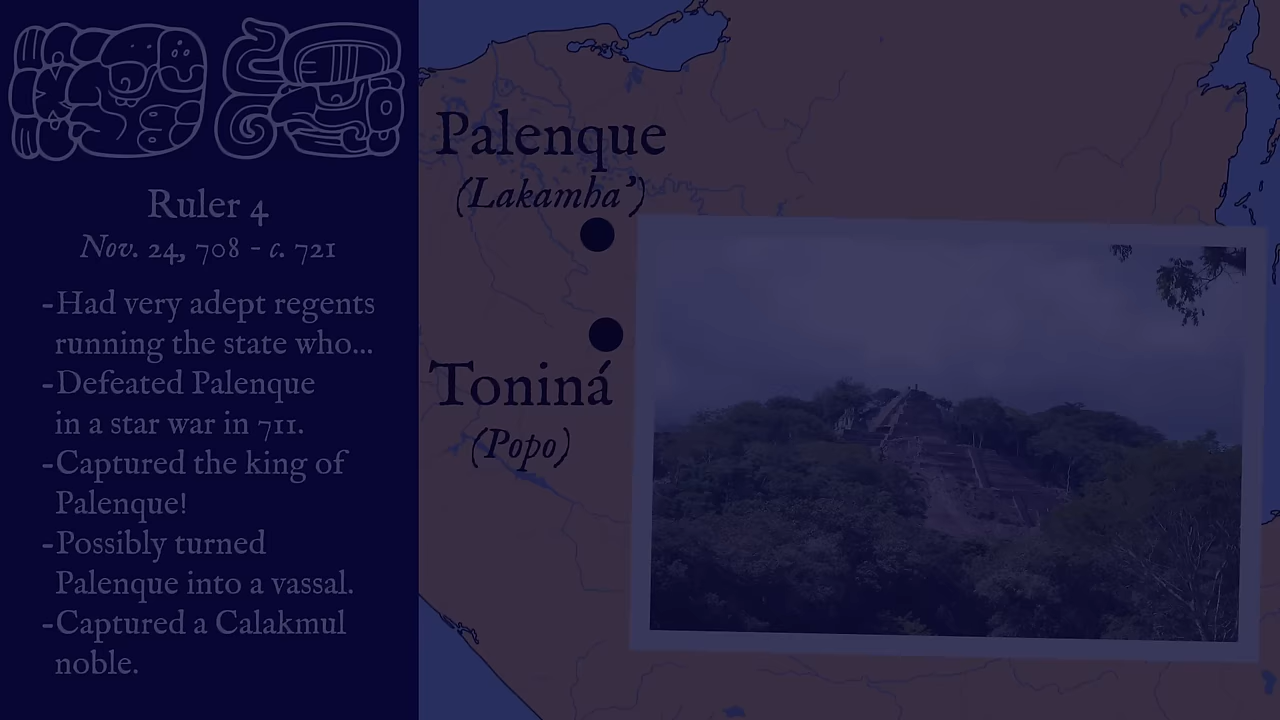 Ruler 4
Nov. 24, 708 - c. 721
-Had very adept regents
running the state who...
-Defeated Palenque
in a star war in 711.
-Captured the king of
Palenque!
-Possibly turned
Palenque into a vassal.
-Captured a Calakmul
noble.
Palenque
(Lakamha’)
Toniná
(Popo)